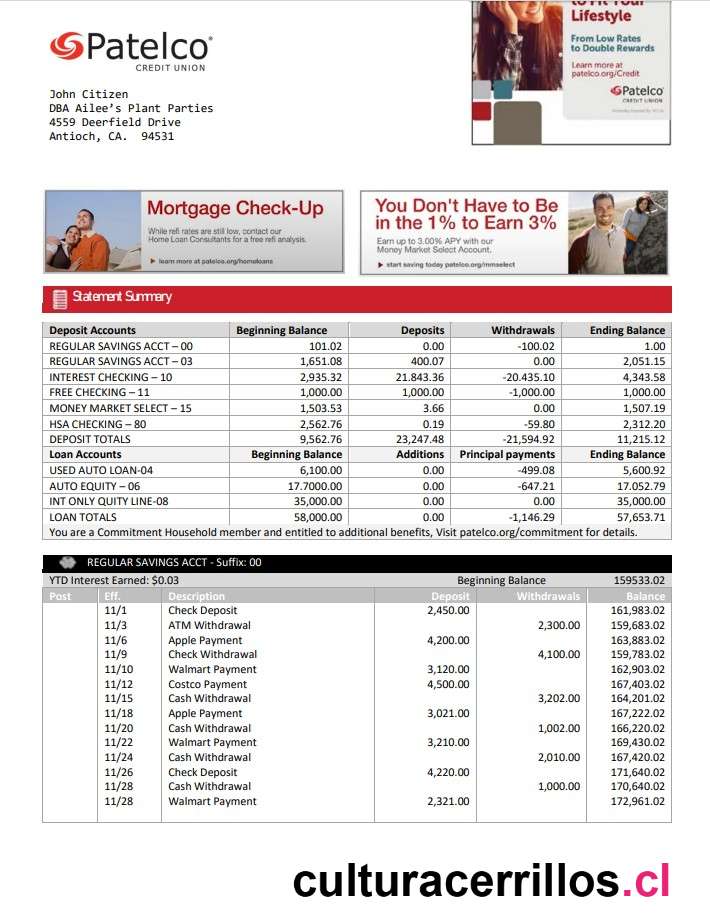 to Fit Your
Lifestyle
From Low Rates
to Double Rewards
Learn more at
patelco.org/Credit
Patelco
CREDIT UNION
Patelco®
CREDIT UNION
John Citizen
DBA Ailee’s Plant Parties
4559 Deerfield Drive
Antioch, CA. 94531
Mortgage Check-Up
While refi rates are still low, contact our
Home Loan Consultants for a free refi analysis.
learn more at patelco.org/homeloans
You Don't Have to Be
in the 1% to Earn 3%
Earn up to 3.00% APY with our
Money Market Select Account.
start saving today patelco.org/mmselect
Statement Summary
Deposit Accounts Beginning Balance Deposits Withdrawals Ending Balance
REGULAR SAVINGS ACCT – 00 101.02 0.00 -100.02 1.00
REGULAR SAVINGS ACCT – 03 1,651.08 400.07 0.00 2,051.15
INTEREST CHECKING – 10 2,935.32 21.843.36 -20.435.10 4,343.58
FREE CHECKING – 11 1,000.00 1,000.00 -1,000.00 1,000.00
MONEY MARKET SELECT – 15 1,503.53 3.66 0.00 1,507.19
HSA CHECKING – 80 2,562.76 0.19 -59.80 2,312.20
DEPOSIT TOTALS 9,562.76 23,247.48 -21,594.92 11,215.12
Loan Accounts Beginning Balance Additions Principal payments Ending Balance
USED AUTO LOAN-04 6,100.00 0.00 -499.08 5,600.92
AUTO EQUITY – 06 17.7000.00 0.00 -647.21 17.052.79
INT ONLY QUITY LINE-08 35,000.00 0.00 0.00 35,000.00
LOAN TOTALS 58,000.00 0.00 -1,146.29 57,653.71
You are a Commitment Household member and entitled to additional benefits, Visit patelco.org/commitment for details.
REGULAR SAVINGS ACCT - Suffix: 00
YTD Interest Earned: $0.03 Beginning Balance 159533.02
Post Eff. Description Deposit Withdrawals Balance
11/1 Check Deposit 2,450.00 161,983.02
11/3 ATM Withdrawal 2,300.00 159,683.02
11/6 Apple Payment 4,200.00 163,883.02
11/9 Check Withdrawal 4,100.00 159,783.02
11/10 Walmart Payment 3,120.00 162,903.02
11/12 Costco Payment 4,500.00 167,403.02
11/15 Cash Withdrawal 3,202.00 164,201.02
11/18 Apple Payment 3,021.00 167,222.02
11/20 Cash Withdrawal 1,002.00 166,220.02
11/22 Walmart Payment 3,210.00 169,430.02
11/24 Cash Withdrawal 2,010.00 167,420.02
11/26 Check Deposit 4,220.00 171,640.02
11/28 Cash Withdrawal 1,000.00 170,640.02
11/28 Walmart Payment 2,321.00 172,961.02
culturacerrillos.cl